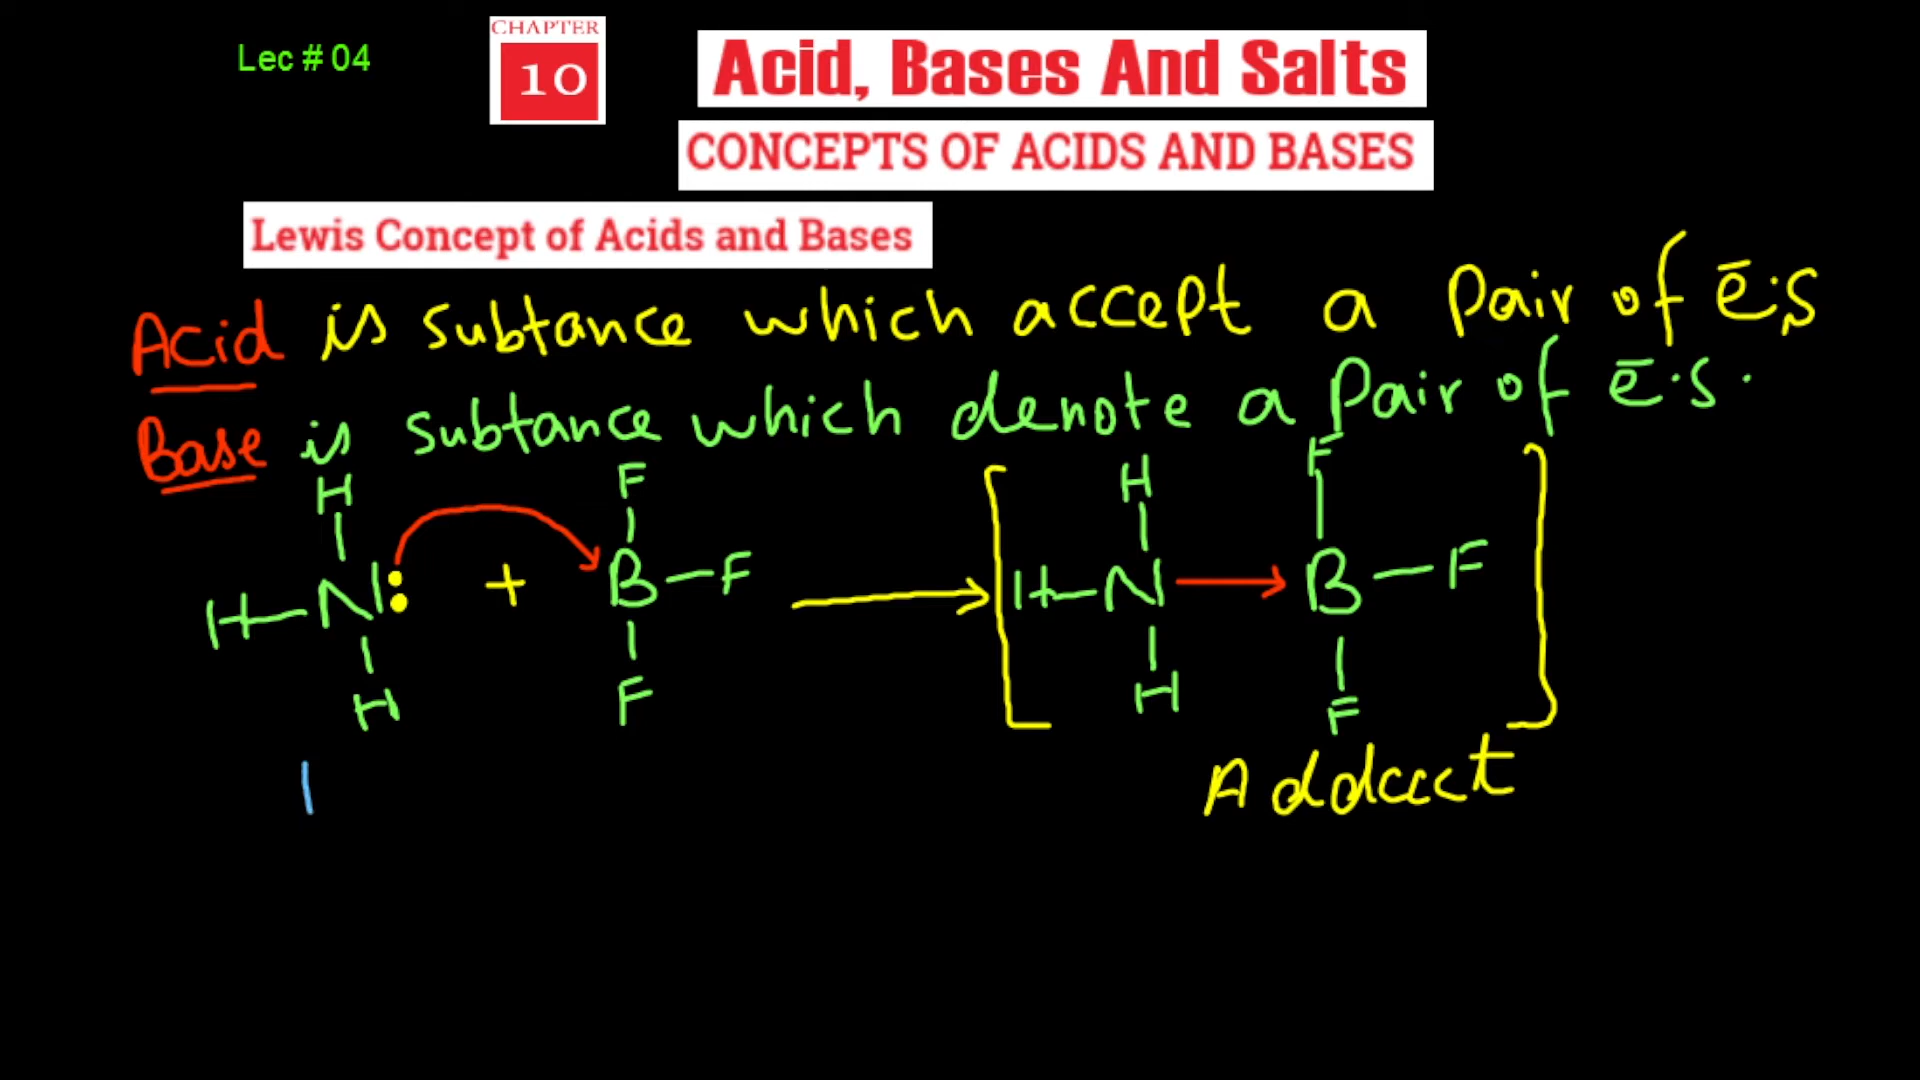 Lec # 04
CHAPTER
10
Acid, Bases And Salts
CONCEPTS OF ACIDS AND BASES
Lewis Concept of Acids and Bases
Acid is subtance which accept a Pair of ē.s
Base is subtance which denote a Pair of ē.s.
H F H F
H—N: + B—F → [H—N → B—F]
H F H F
Adduct